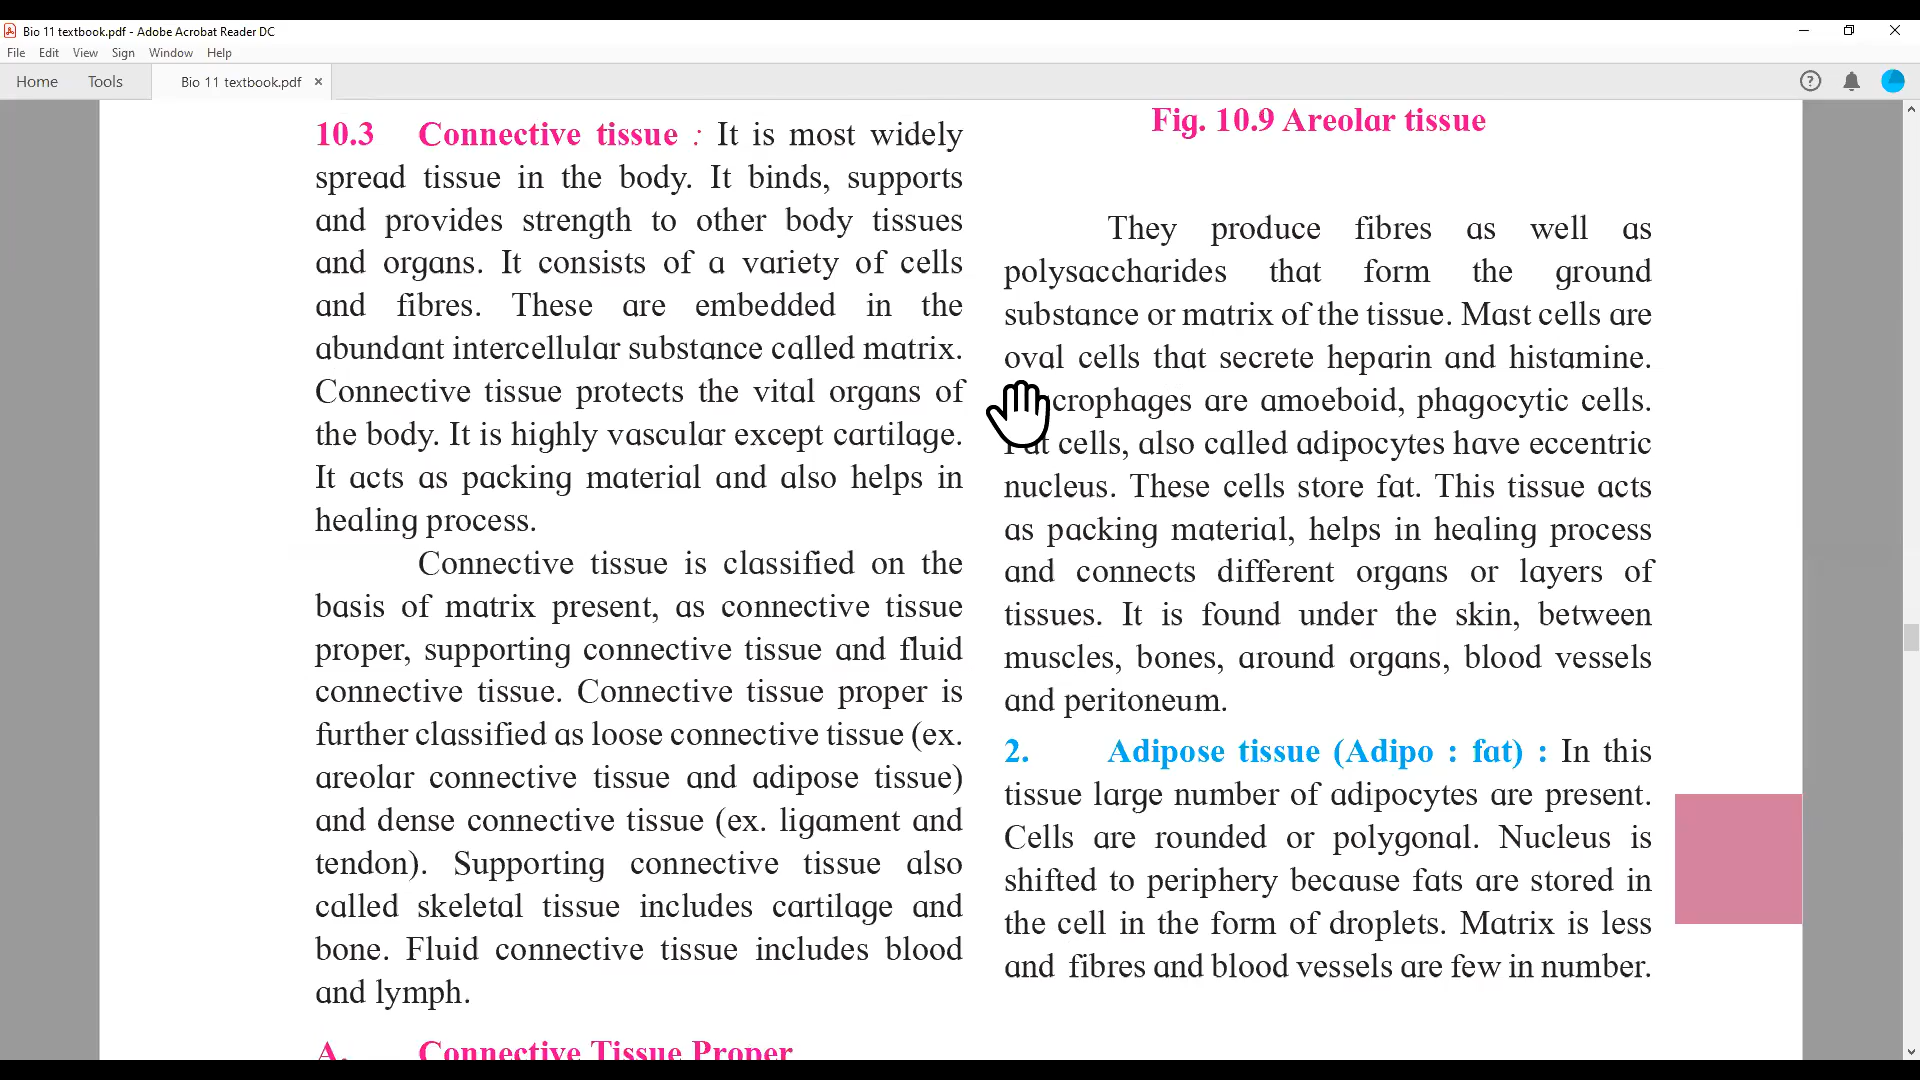 Bio 11 textbook.pdf - Adobe Acrobat Reader DC
File Edit View Sign Window Help
Home Tools Bio 11 textbook.pdf ×
10.3 Connective tissue : It is most widely
spread tissue in the body. It binds, supports
and provides strength to other body tissues
and organs. It consists of a variety of cells
and fibres. These are embedded in the
abundant intercellular substance called matrix.
Connective tissue protects the vital organs of
the body. It is highly vascular except cartilage.
It acts as packing material and also helps in
healing process.
Connective tissue is classified on the
basis of matrix present, as connective tissue
proper, supporting connective tissue and fluid
connective tissue. Connective tissue proper is
further classified as loose connective tissue (ex.
areolar connective tissue and adipose tissue)
and dense connective tissue (ex. ligament and
tendon). Supporting connective tissue also
called skeletal tissue includes cartilage and
bone. Fluid connective tissue includes blood
and lymph.
A. Connective Tissue Proper
Fig. 10.9 Areolar tissue
They produce fibres as well as
polysaccharides that form the ground
substance or matrix of the tissue. Mast cells are
oval cells that secrete heparin and histamine.
crophages are amoeboid, phagocytic cells.
Fat cells, also called adipocytes have eccentric
nucleus. These cells store fat. This tissue acts
as packing material, helps in healing process
and connects different organs or layers of
tissues. It is found under the skin, between
muscles, bones, around organs, blood vessels
and peritoneum.
2. Adipose tissue (Adipo : fat) : In this
tissue large number of adipocytes are present.
Cells are rounded or polygonal. Nucleus is
shifted to periphery because fats are stored in
the cell in the form of droplets. Matrix is less
and fibres and blood vessels are few in number.